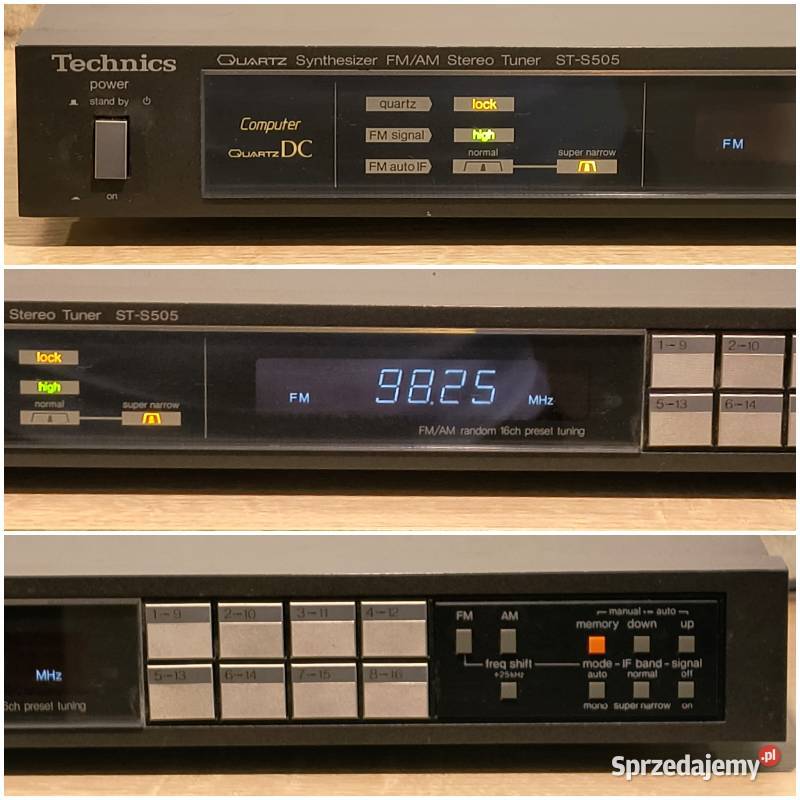 Technics
QUARTZ Synthesizer FM/AM Stereo Tuner ST-S505
power
stand by
on
Computer
QUARTZ DC
quartz lock
FM signal high
normal super narrow
FM auto IF
FM
Stereo Tuner ST-S505
lock
high
normal super narrow
FM 98.25 MHz
FM/AM random 16ch preset tuning
1-9 2-10
5-13 6-14
1-9 2-10 3-11 4-12
5-13 6-14 7-15 8-16
MHz
6ch preset tuning
FM AM
manual auto
memory down up
freq shift mode IF band signal
+25kHz auto normal off
mono super narrow on
Sprzedajemy.pl